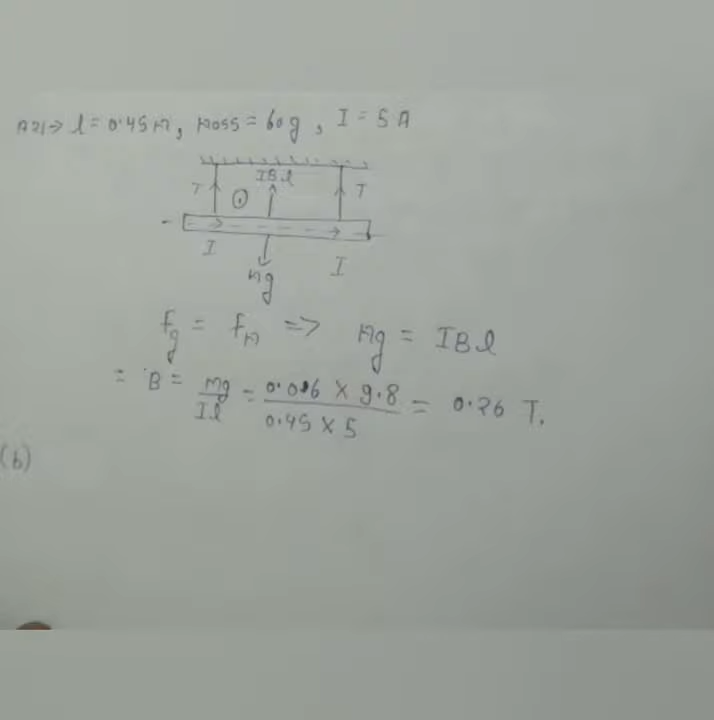 A21→ l = 0.45 m, mass = 60 g, I = 5 A
IBl
T T
I I
mg
Fg = Fm => mg = IBl
= B = mg/Il = 0.006 × 9.8 / 0.45 × 5 = 0.26 T.
(b)